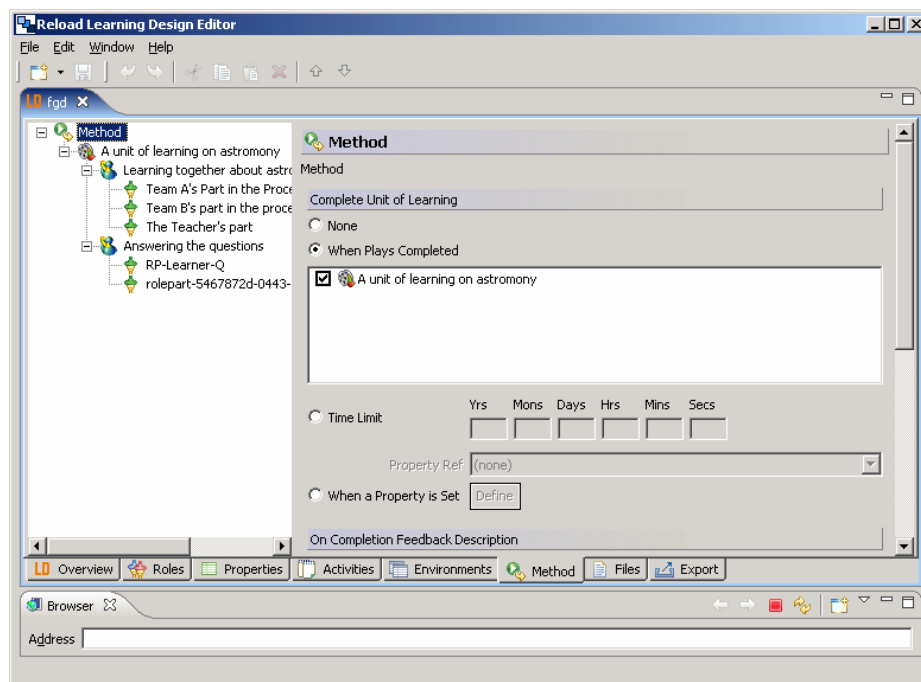 Reload Learning Design Editor
File Edit Window Help
LD fgd
Method
A unit of learning on astromony
Learning together about astro
Team A's Part in the Proce
Team B's part in the proce
The Teacher's part
Answering the questions
RP-Learner-Q
rolepart-5467872d-0443-
Method
Method
Complete Unit of Learning
None
When Plays Completed
A unit of learning on astromony
Yrs Mons Days Hrs Mins Secs
Time Limit
Property Ref (none)
When a Property is Set Define
On Completion Feedback Description
LD Overview Roles Properties Activities Environments Method Files Export
Browser
Address